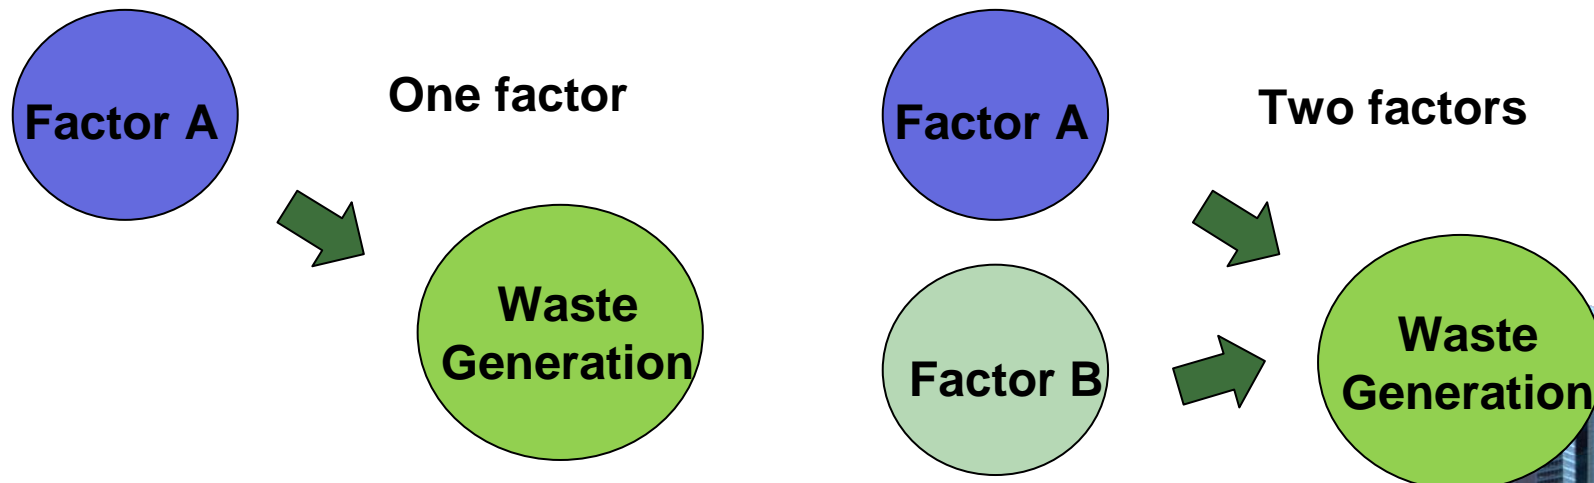 Factor A
One factor
Waste
Generation
Factor A
Two factors
Factor B
Waste
Generation